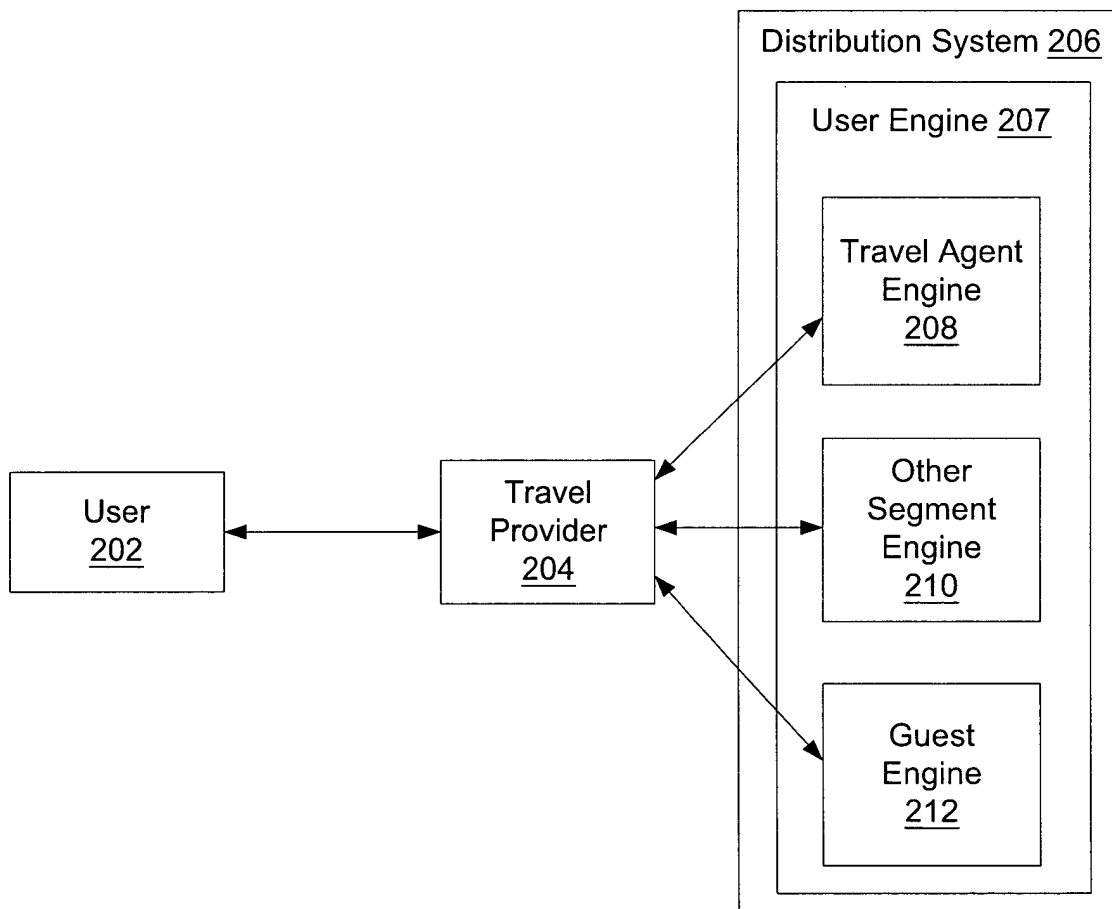 Distribution System 206
User Engine 207
Travel Agent
Engine
208
Other
Segment
Engine
210
Guest
Engine
212
Travel
Provider
204
User
202